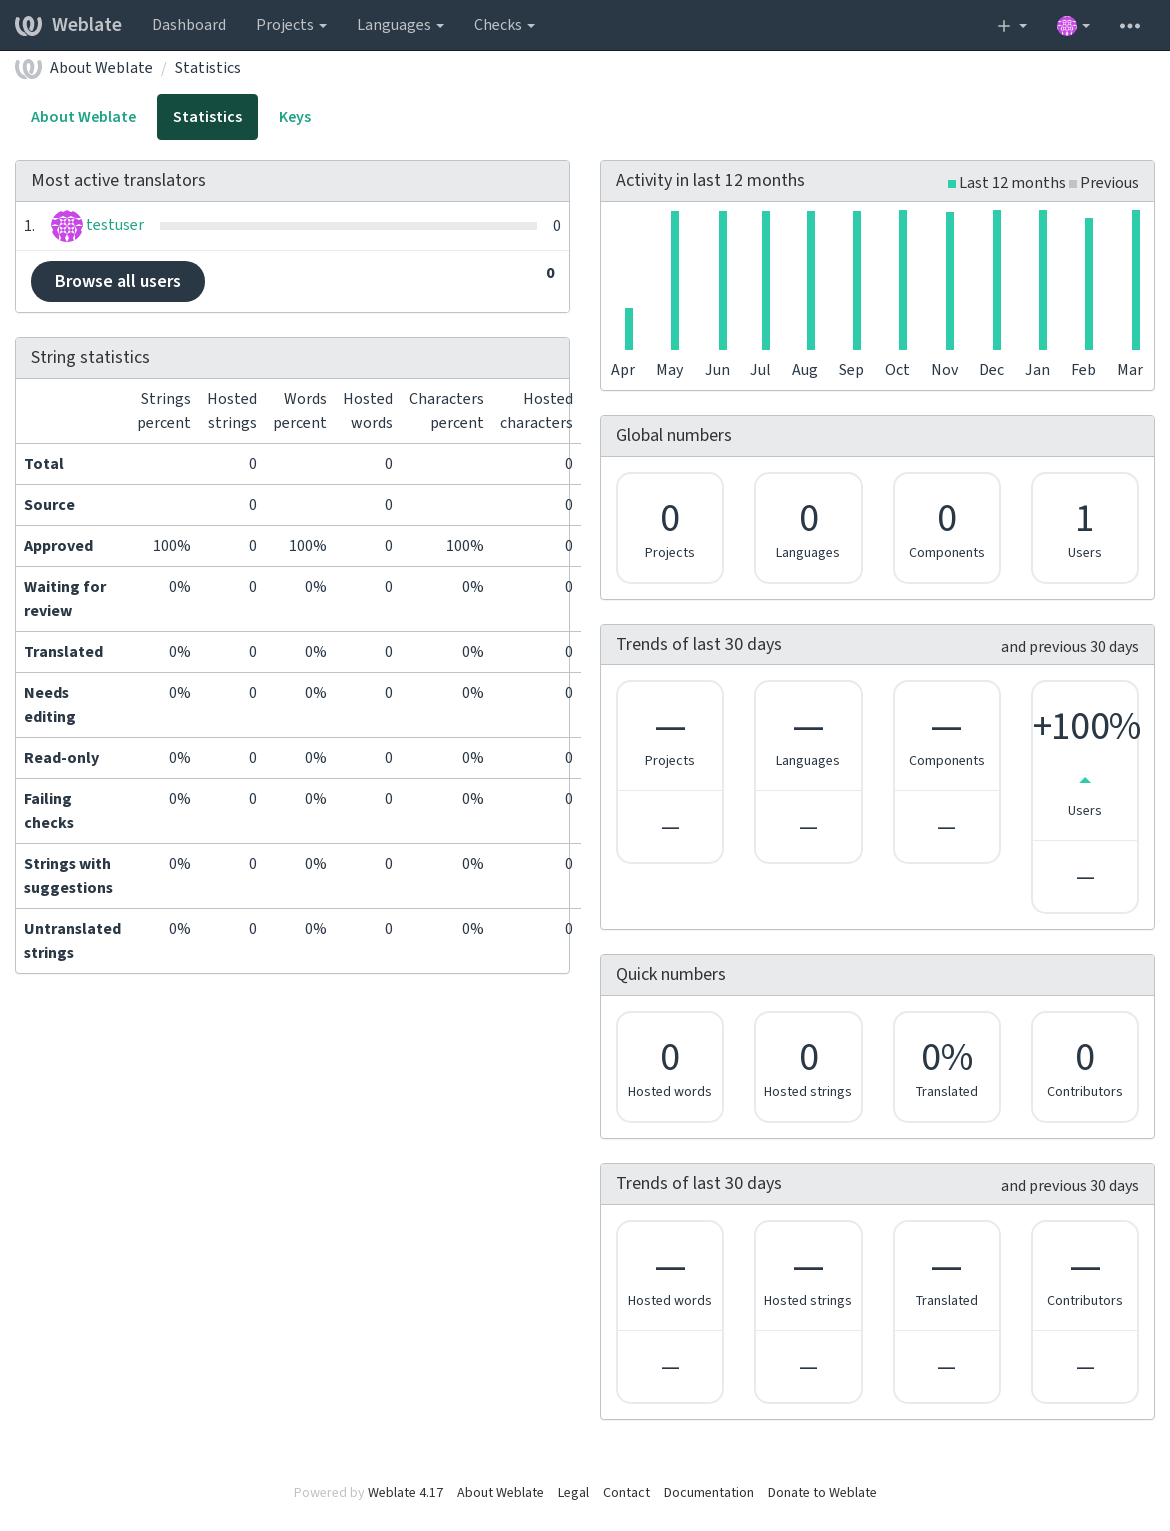 Weblate Dashboard Projects Languages Checks
About Weblate / Statistics
About Weblate Statistics Keys
Most active translators
1. testuser 0
Browse all users 0
String statistics
Strings percent Hosted strings Words percent Hosted words Characters percent Hosted characters
Total 0 0 0
Source 0 0 0
Approved 100% 0 100% 0 100% 0
Waiting for review 0% 0 0% 0 0% 0
Translated 0% 0 0% 0 0% 0
Needs editing 0% 0 0% 0 0% 0
Read-only 0% 0 0% 0 0% 0
Failing checks 0% 0 0% 0 0% 0
Strings with suggestions 0% 0 0% 0 0% 0
Untranslated strings 0% 0 0% 0 0% 0
Activity in last 12 months Last 12 months Previous
Apr May Jun Jul Aug Sep Oct Nov Dec Jan Feb Mar
Global numbers
0 0 0 1
Projects Languages Components Users
Trends of last 30 days and previous 30 days
— — — +100%
Projects Languages Components Users
— — — —
Quick numbers
0 0 0% 0
Hosted words Hosted strings Translated Contributors
Trends of last 30 days and previous 30 days
— — — —
Hosted words Hosted strings Translated Contributors
— — — —
Powered by Weblate 4.17 About Weblate Legal Contact Documentation Donate to Weblate